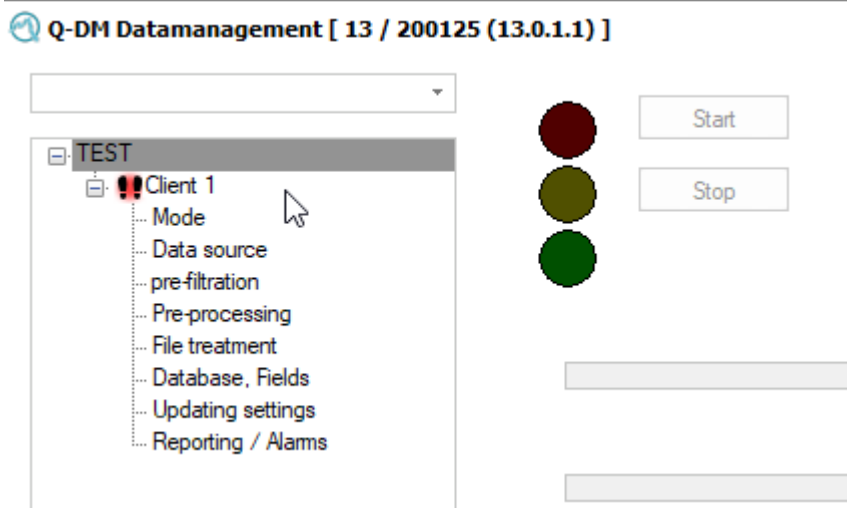 Q-DM Datamanagement [ 13 / 200125 (13.0.1.1) ]
Start
TEST
Client 1
Stop
Mode
Data source
pre-filtration
Pre-processing
File treatment
Database, Fields
Updating settings
Reporting / Alarms